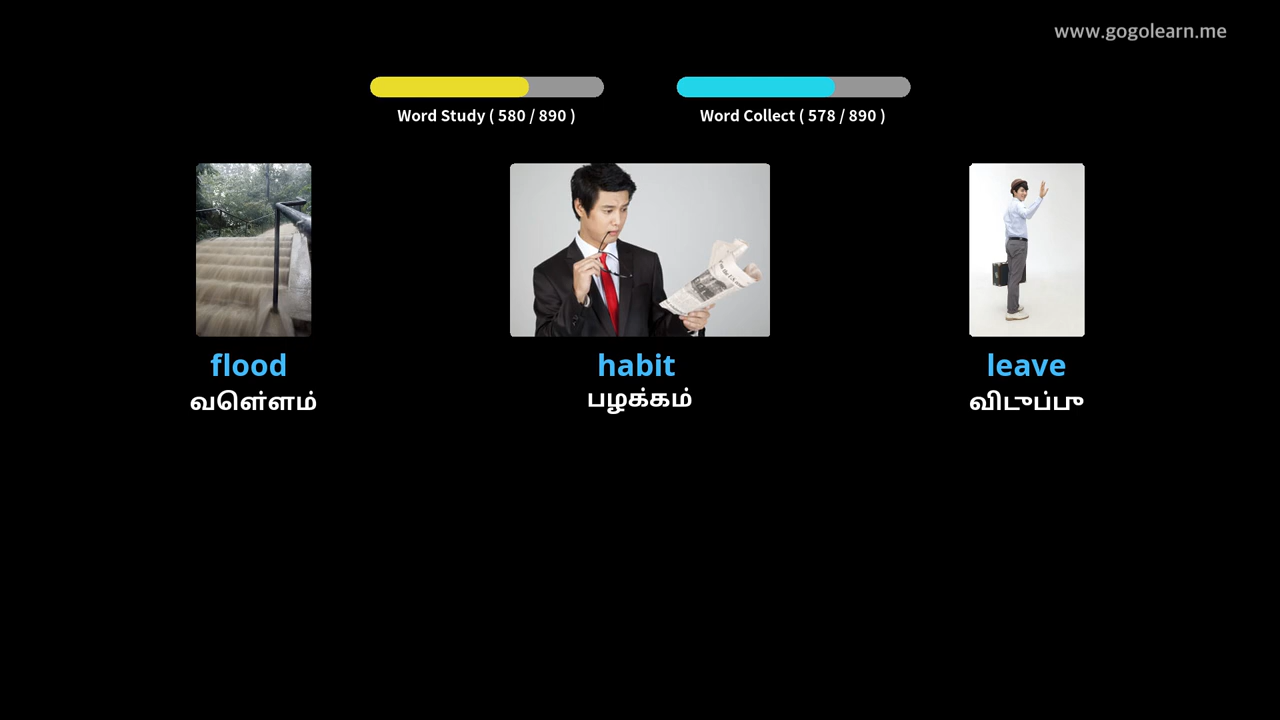 www.gogolearn.me
Word Study ( 580 / 890 )
Word Collect ( 578 / 890 )
flood
வெள்ளம்
habit
பழக்கம்
leave
விடுப்பு